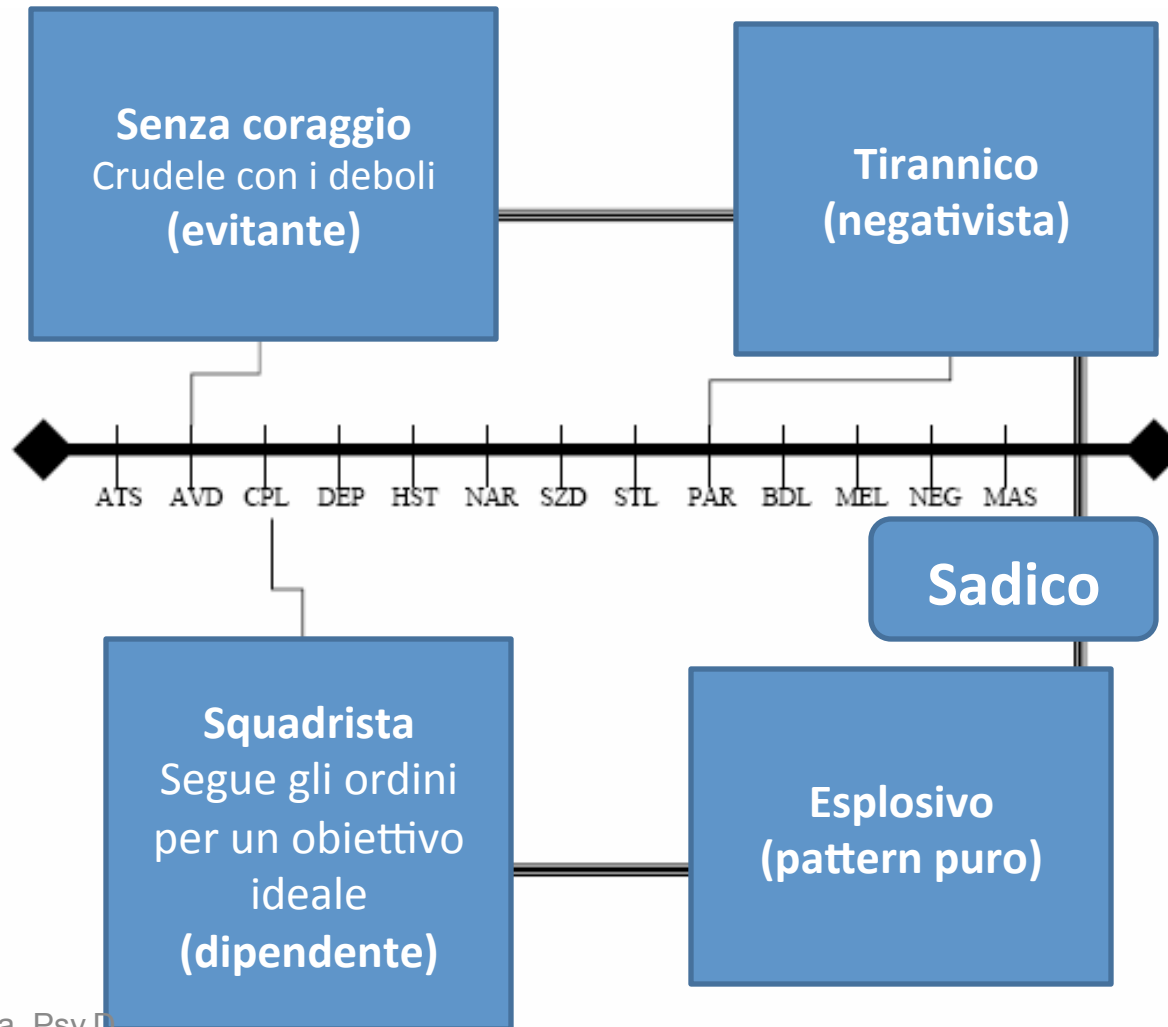 Senza coraggio
Crudele con i deboli
(evitante)
Tirannico
(negativista)
ATS AVD CPL DEP HST NAR SZD STL PAR BDL MEL NEG MAS
Sadico
Squadrista
Segue gli ordini
per un obiettivo
ideale
(dipendente)
Esplosivo
(pattern puro)
Psy.D.